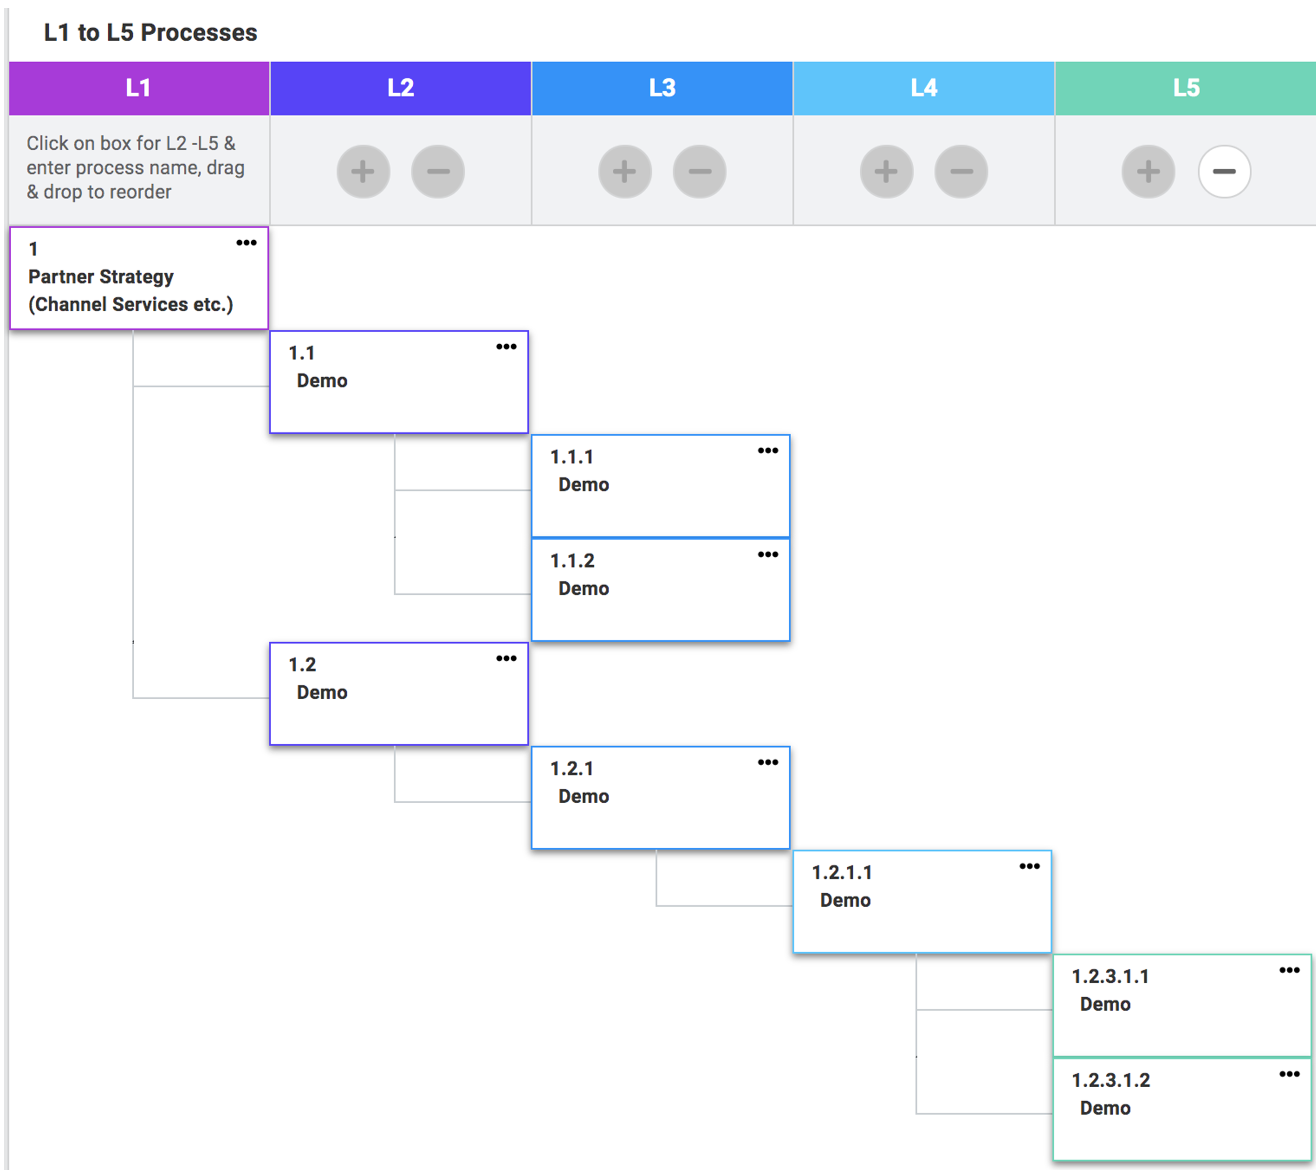 L1 to L5 Processes
L1
L2
L3
L4
L5
Click on box for L2 -L5 &
enter process name, drag
& drop to reorder
1
Partner Strategy
(Channel Services etc.)
1.1
Demo
1.1.1
Demo
1.1.2
Demo
1.2
Demo
1.2.1
Demo
1.2.1.1
Demo
1.2.3.1.1
Demo
1.2.3.1.2
Demo